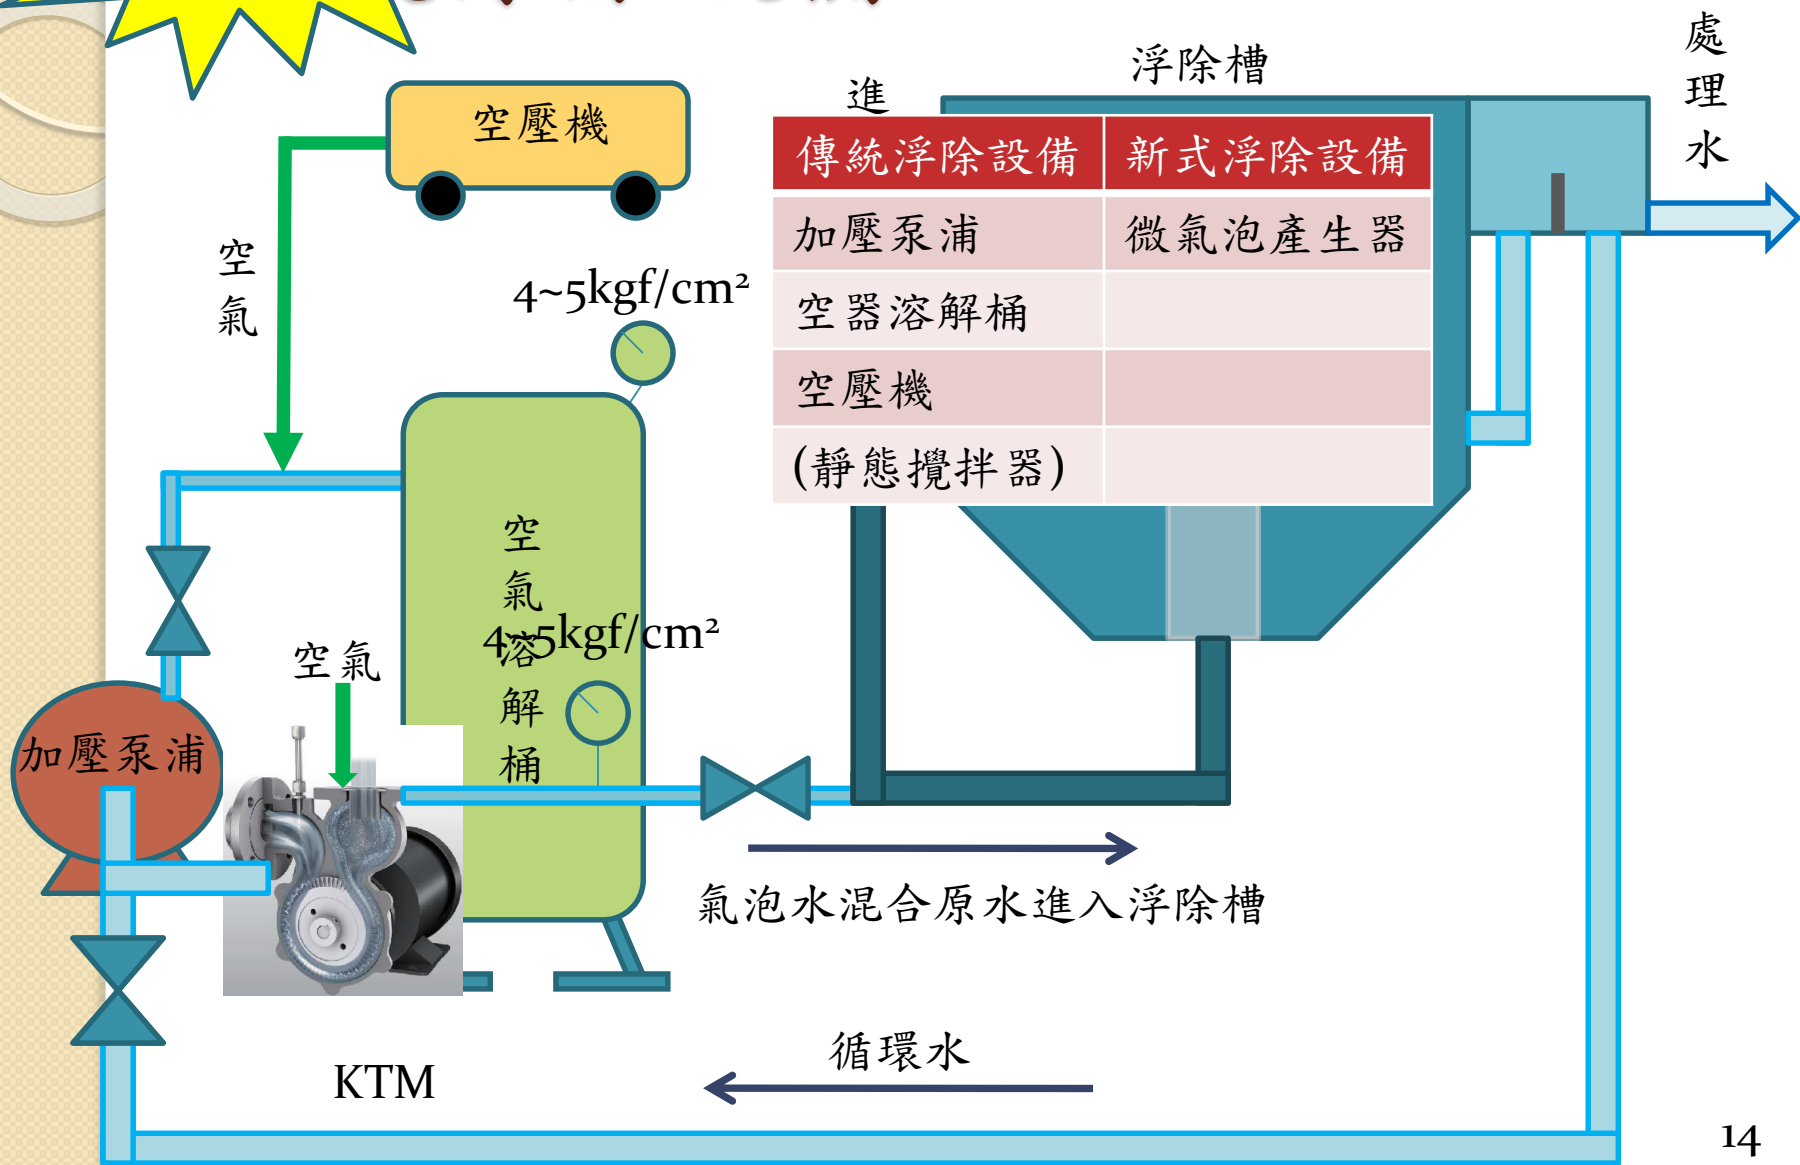 處理水
浮除槽
進
空壓機
傳統浮除設備 新式浮除設備
加壓泵浦 微氣泡產生器
空器溶解桶
空壓機
(靜態攪拌器)
空氣
4~5kgf/cm²
空氣溶解桶
4~5kgf/cm²
空氣
加壓泵浦
氣泡水混合原水進入浮除槽
循環水
KTM
14